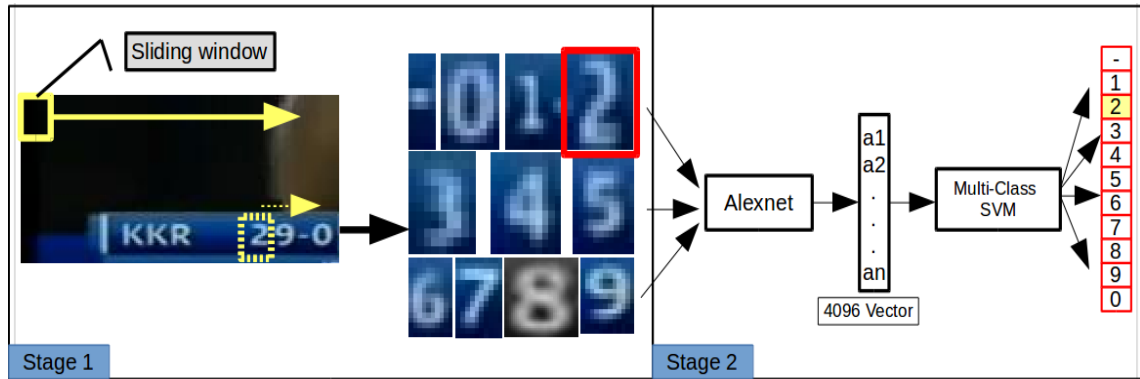 Sliding window
KKR 29-0
- 0 1 2
3 4 5
6 7 8 9
Alexnet
a1
a2
.
.
.
.
an
4096 Vector
Multi-Class
SVM
-
1
2
3
4
5
6
7
8
9
0
Stage 1
Stage 2